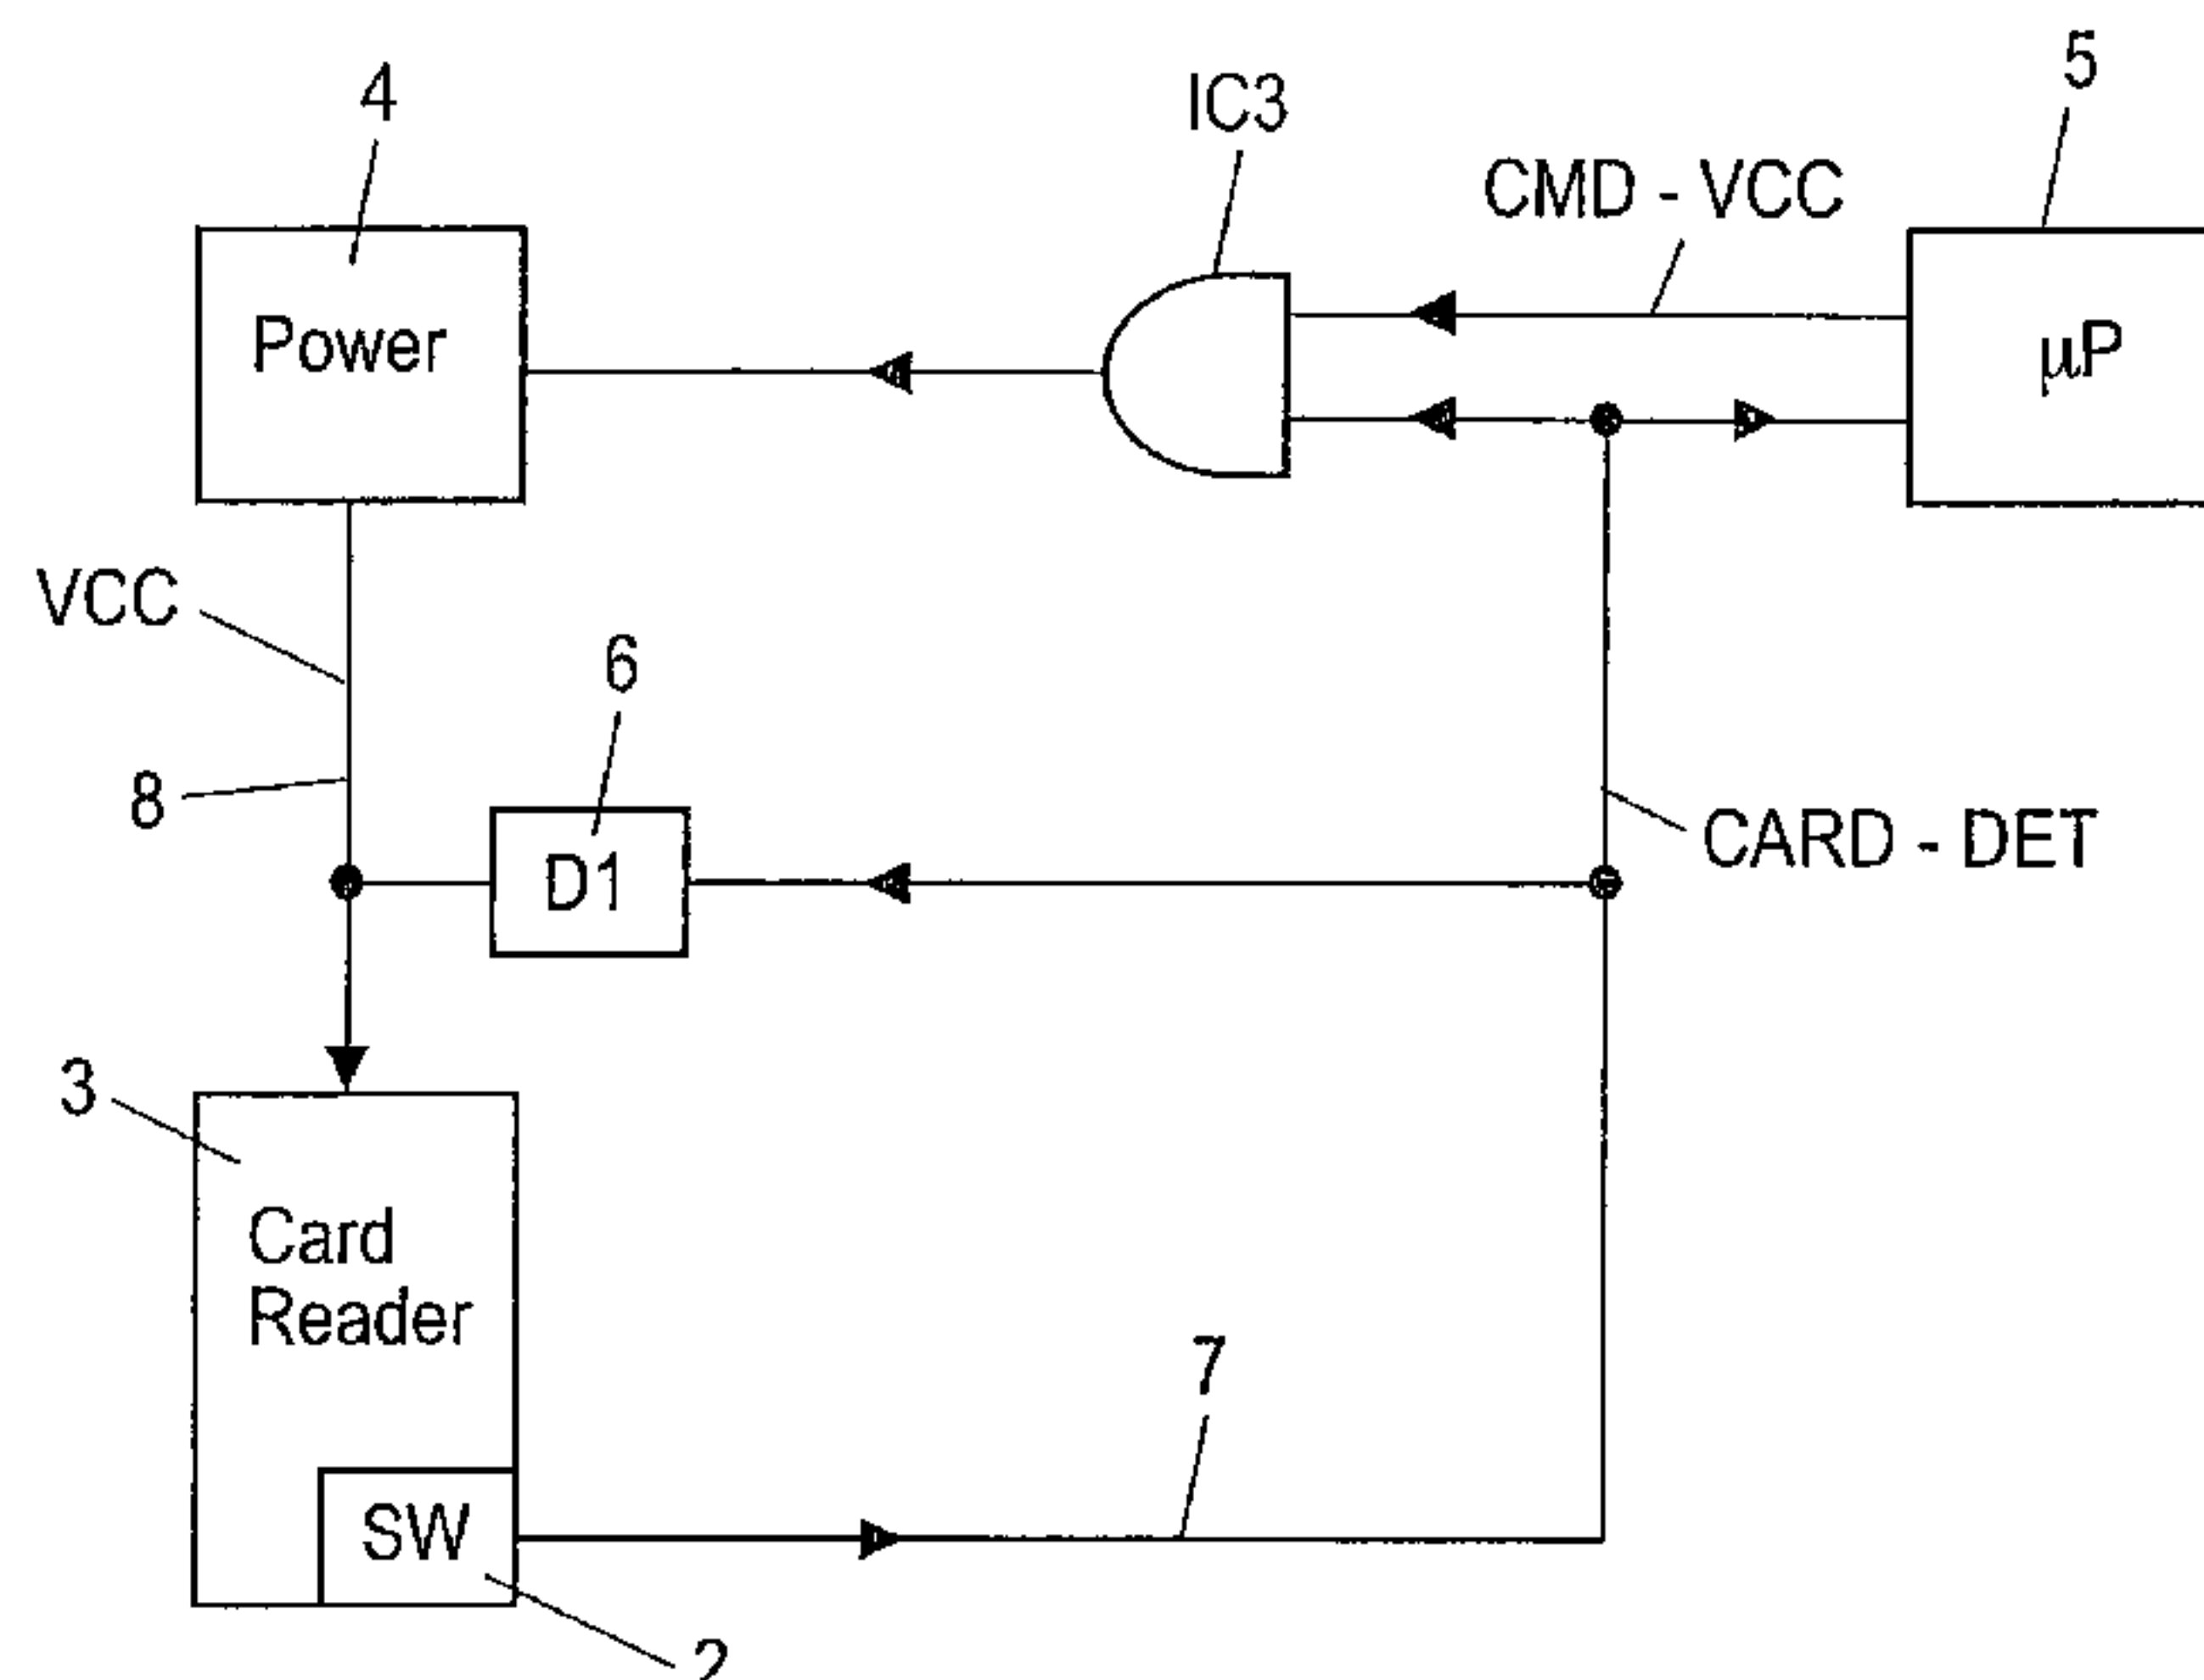 4
IC3
5
CMD - VCC
Power
µP
VCC
6
8
D1
CARD - DET
3
Card
Reader
7
SW
2